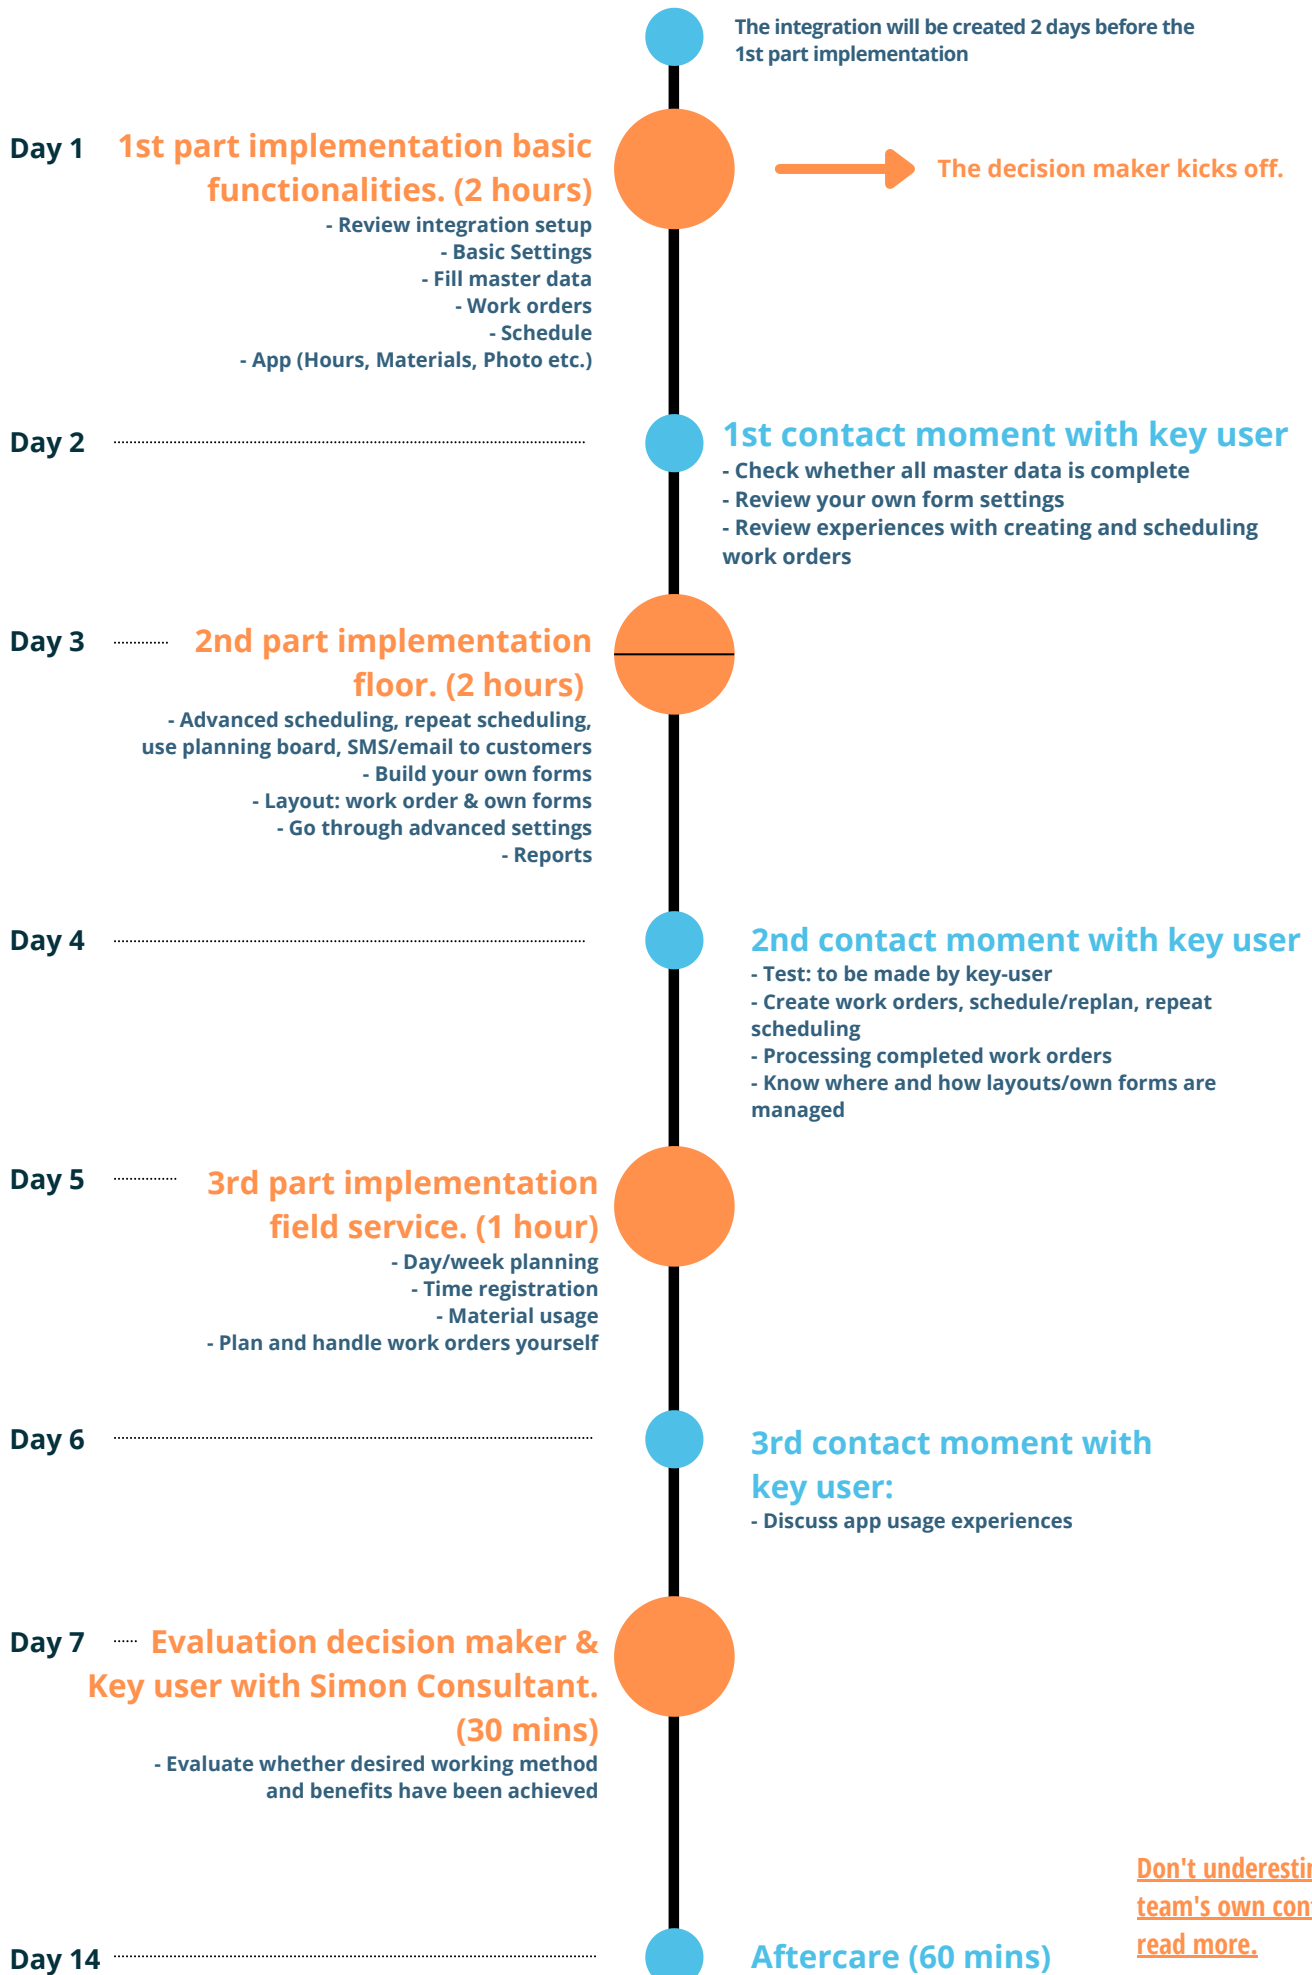 The integration will be created 2 days before the
1st part implementation
Day 1
1st part implementation basic
functionalities. (2 hours)
- Review integration setup
- Basic Settings
- Fill master data
- Work orders
- Schedule
- App (Hours, Materials, Photo etc.)
The decision maker kicks off.
Day 2
1st contact moment with key user
- Check whether all master data is complete
- Review your own form settings
- Review experiences with creating and scheduling
work orders
Day 3
2nd part implementation
floor. (2 hours)
- Advanced scheduling, repeat scheduling,
use planning board, SMS/email to customers
- Build your own forms
- Layout: work order & own forms
- Go through advanced settings
- Reports
Day 4
2nd contact moment with key user
- Test: to be made by key-user
- Create work orders, schedule/replan, repeat
scheduling
- Processing completed work orders
- Know where and how layouts/own forms are
managed
Day 5
3rd part implementation
field service. (1 hour)
- Day/week planning
- Time registration
- Material usage
- Plan and handle work orders yourself
Day 6
3rd contact moment with
key user:
- Discuss app usage experiences
Day 7
Evaluation decision maker &
Key user with Simon Consultant.
(30 mins)
- Evaluate whether desired working method
and benefits have been achieved
Don't
team's own
read more.
Day 14
Aftercare (60 mins)